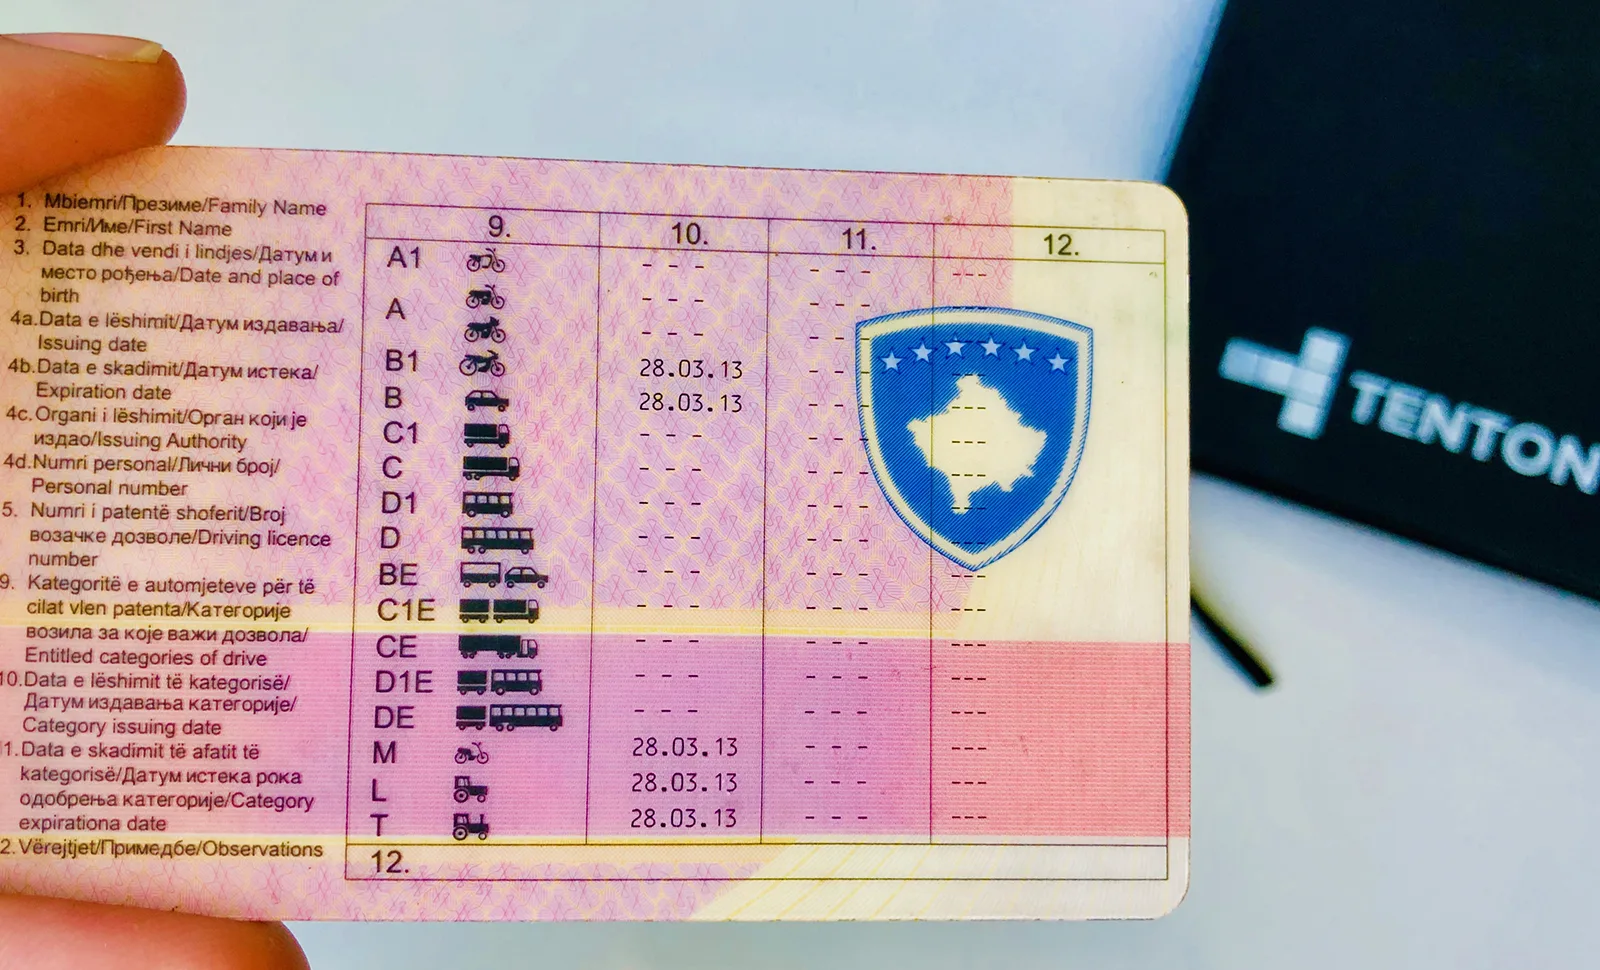 1. Mbiemri/Презиме/Family Name
2. Emri/Име/First Name
3. Data dhe vendi i lindjes/Датум и
место рођења/Date and place of
birth
4a.Data e lëshimit/Датум издавања/
Issuing date
4b.Data e skadimit/Датум истека/
Expiration date
4c.Organi i lëshimit/Орган који је
издао/Issuing Authority
4d.Numri personal/Лични број/
Personal number
5. Numri i patentë shoferit/Broj
возачке дозволе/Driving licence
number
9. Kategoritë e automjeteve për të
cilat vlen patenta/Категорије
возила за које важи дозвола/
Entitled categories of drive
10.Data e lëshimit të kategorisë/
Датум издавања категорије/
Category issuing date
1.Data e skadimit të afatit të
kategorisë/Датум истека рока
одобрења категорије/Category
expirationa date
2.Vërejtjet/Примедбе/Observations
9. 10. 11. 12.
A1 - - - - - - ---
A - - - - - -
- - - - - -
B1 28.03.13 - -
B 28.03.13 - - - ---
C1 - - - - - - ---
C - - - - - - ---
D1 - - - - - - ---
D - - - - - - ---
BE - - - - - - ---
C1E - - - - - - ---
CE - - - - - - ---
D1E - - - - - - ---
DE - - - - - - ---
M 28.03.13 - - - ---
L 28.03.13 - - - ---
T 28.03.13 - - - ---
12.
TENTON